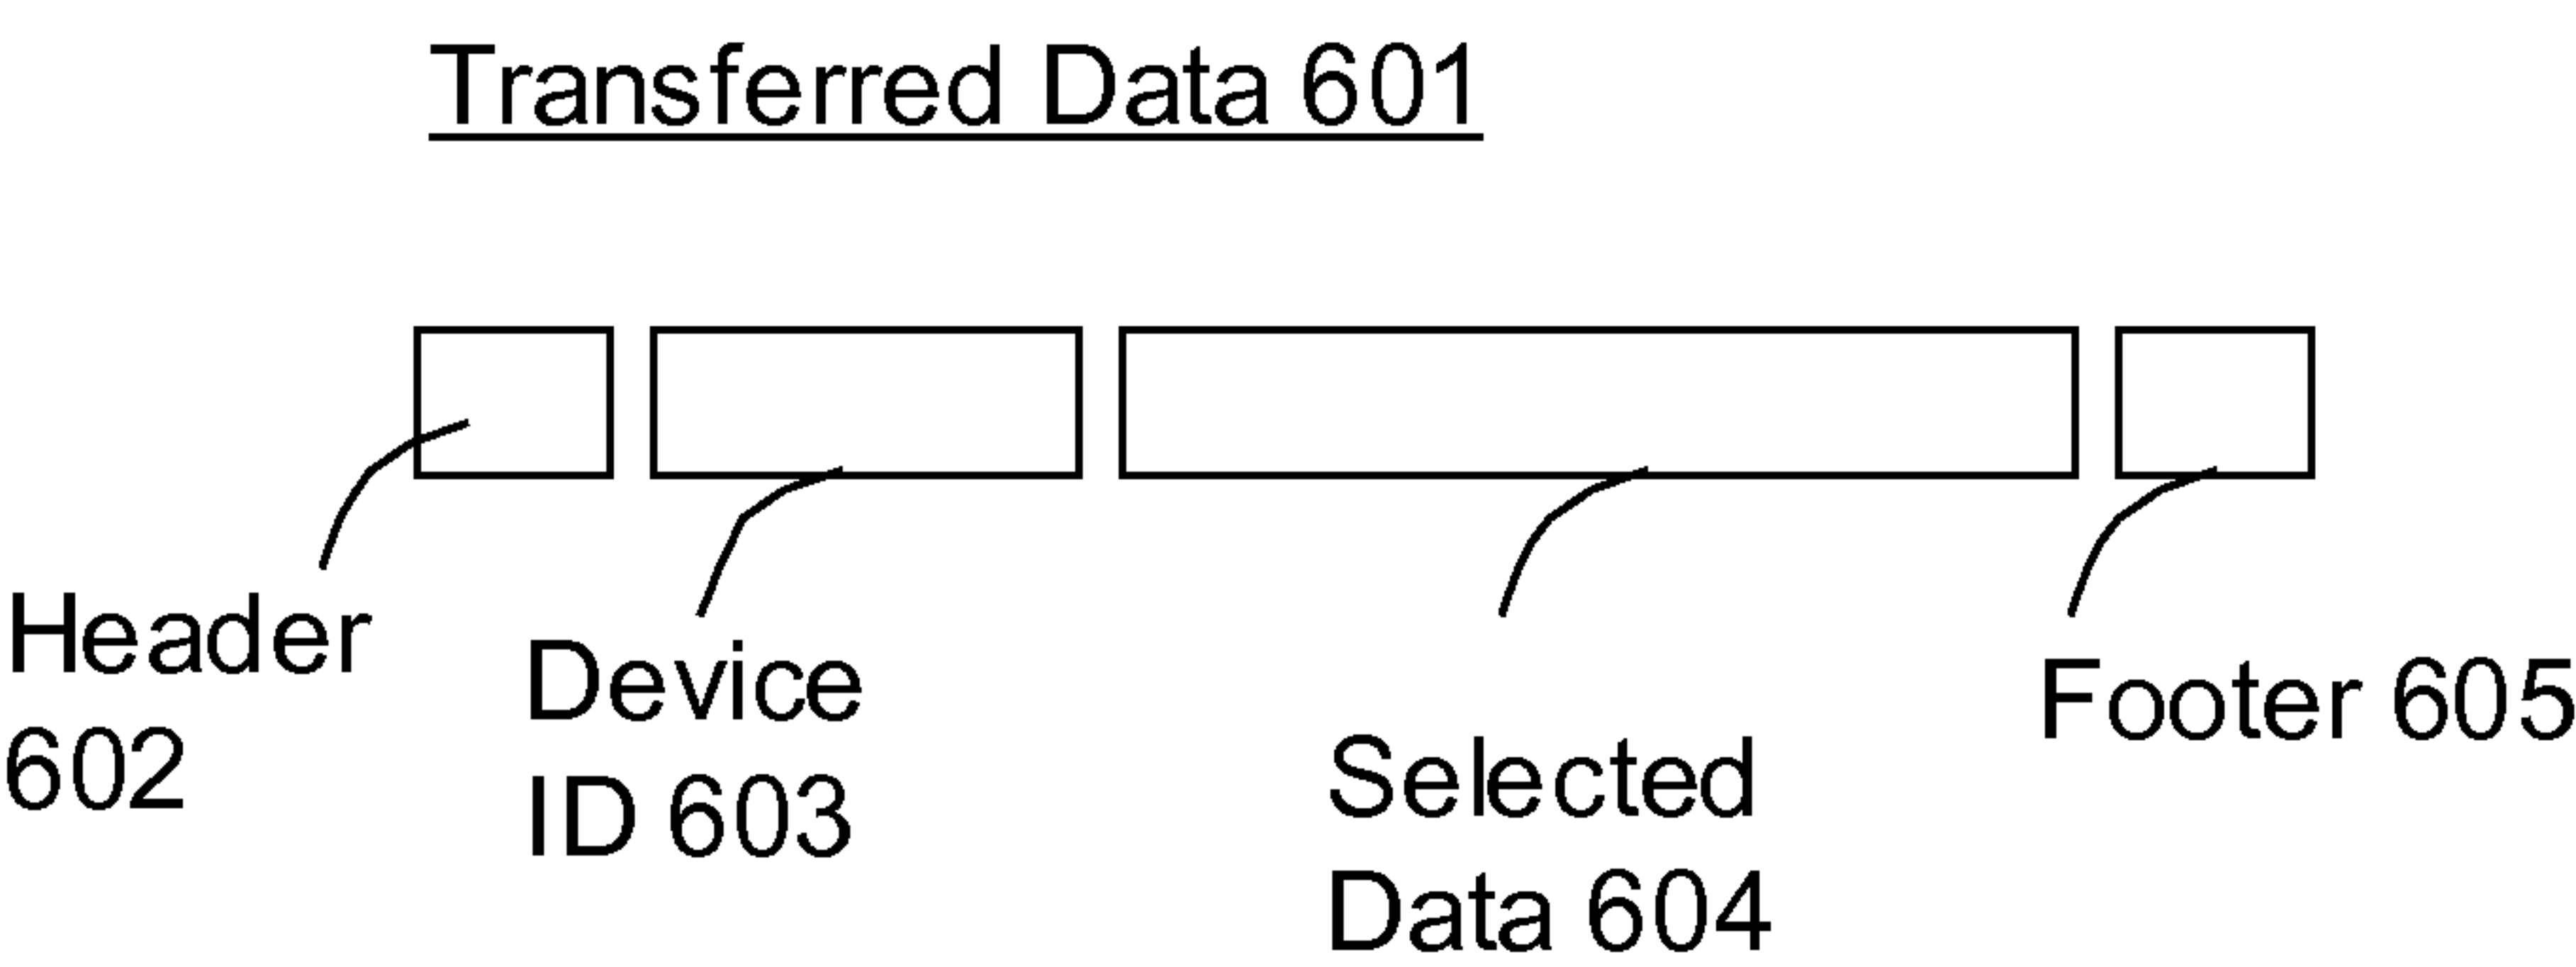 Transferred Data 601
Header
602
Device
ID 603
Selected
Data 604
Footer 605